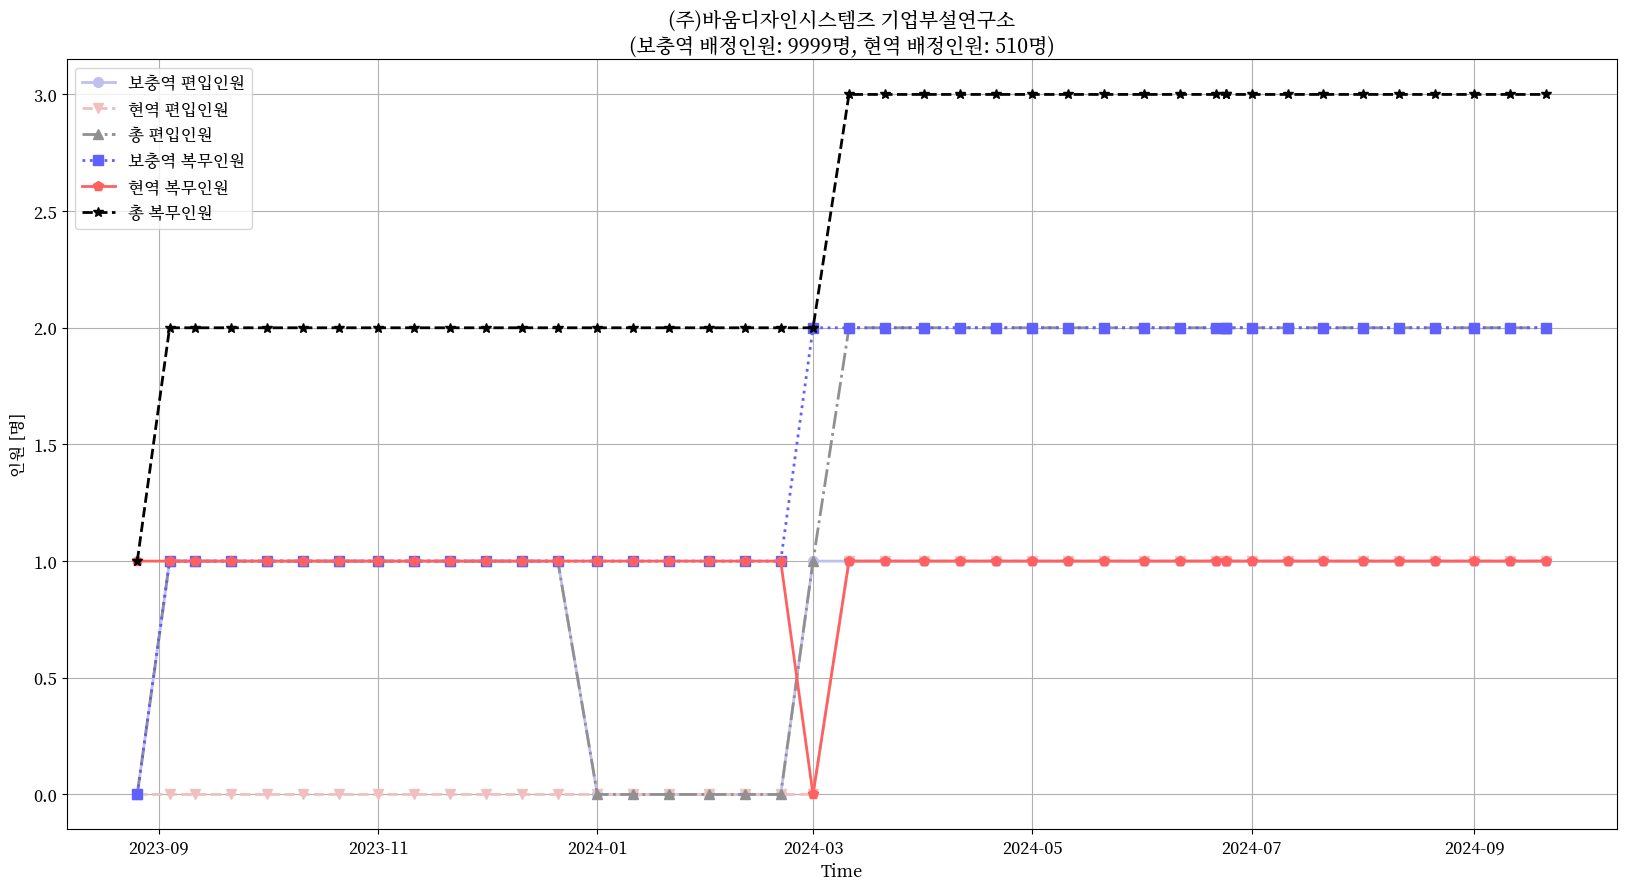 (주)바움디자인시스템즈 기업부설연구소
(보충역 배정인원: 9999명, 현역 배정인원: 510명)
보충역 편입인원
현역 편입인원
총 편입인원
보충역 복무인원
현역 복무인원
총 복무인원
인원 [명]
3.0
2.5
2.0
1.5
1.0
0.5
0.0
2023-09
2023-11
2024-01
2024-03
2024-05
2024-07
2024-09
Time